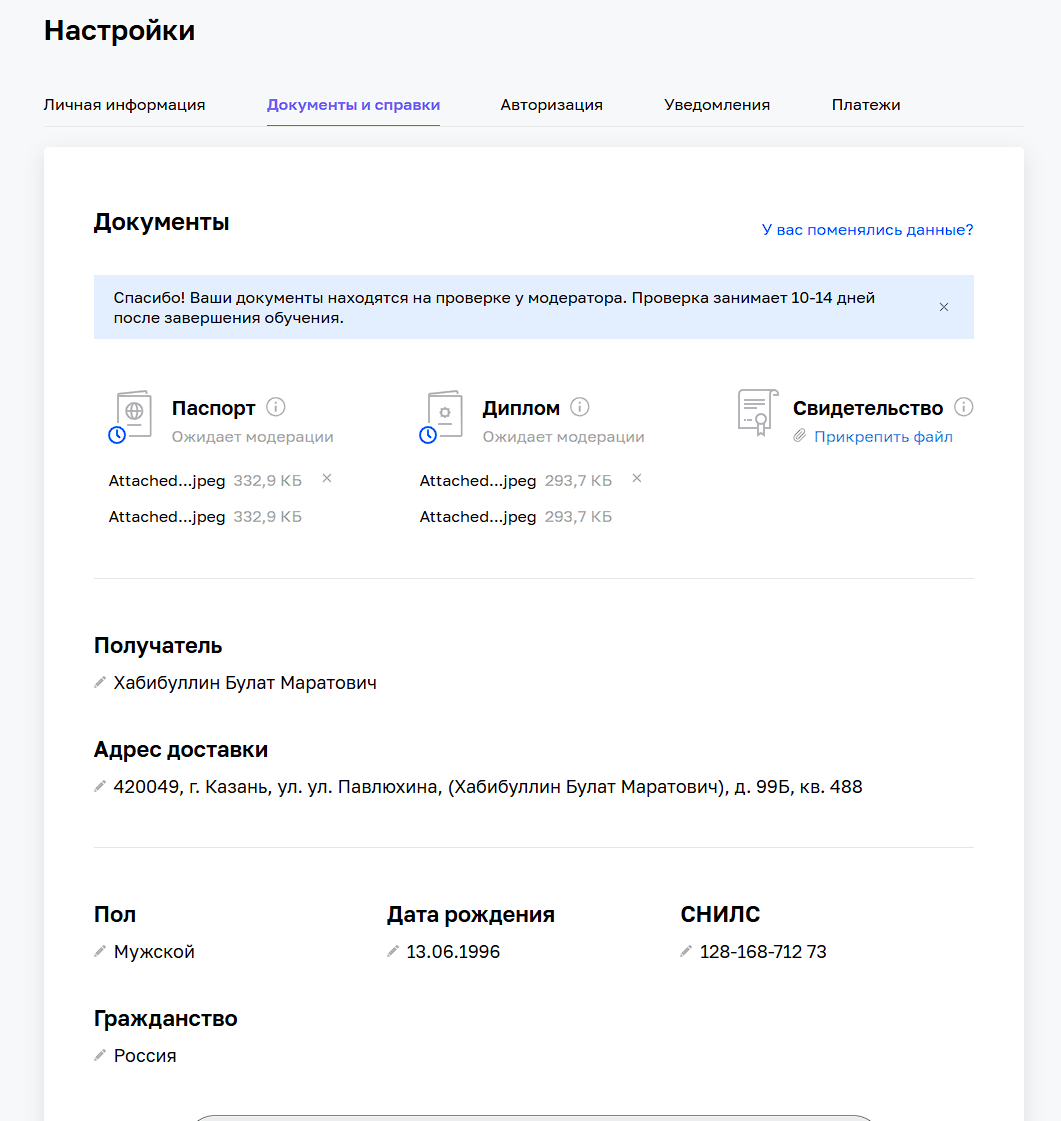 Настройки
Личная информация Документы и справки Авторизация Уведомления Платежи
Документы
У вас поменялись данные?
Спасибо! Ваши документы находятся на проверке у модератора. Проверка занимает 10-14 дней
после завершения обучения.
Паспорт Диплом Свидетельство
Ожидает модерации Ожидает модерации Прикрепить файл
Attached...jpeg 332,9 КБ Attached...jpeg 293,7 КБ
Attached...jpeg 332,9 КБ Attached...jpeg 293,7 КБ
Получатель
Хабибуллин Булат Маратович
Адрес доставки
420049, г. Казань, ул. ул. Павлюхина, (Хабибуллин Булат Маратович), д. 99Б, кв. 488
Пол Дата рождения СНИЛС
Мужской 13.06.1996 128-168-712 73
Гражданство
Россия